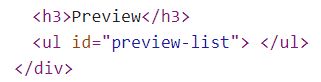 <h3>Preview</h3>
<ul id="preview-list"> </ul>
</div>